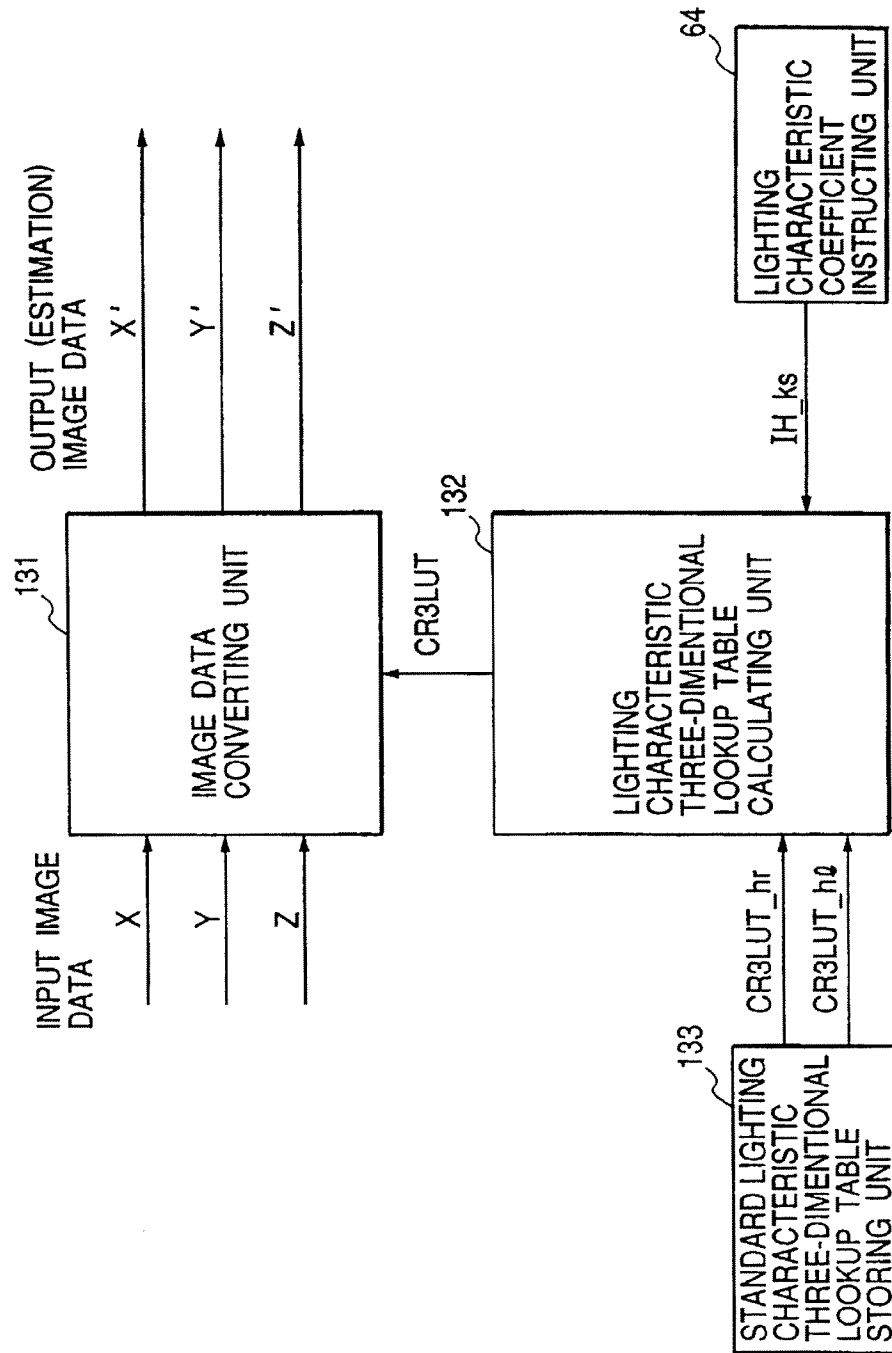 INPUT IMAGE
DATA
X
Y
Z
131
IMAGE DATA
CONVERTING UNIT
OUTPUT (ESTIMATION)
IMAGE DATA
X'
Y'
Z'
CR3LUT
132
LIGHTING
CHARACTERISTIC
THREE-DIMENTIONAL
LOOKUP TABLE
CALCULATING UNIT
133
STANDARD LIGHTING
CHARACTERISTIC
THREE-DIMENTIONAL
LOOKUP TABLE
STORING UNIT
CR3LUT_hr
CR3LUT_hℓ
IH_ks
64
LIGHTING
CHARACTERISTIC
COEFFICIENT
INSTRUCTING UNIT